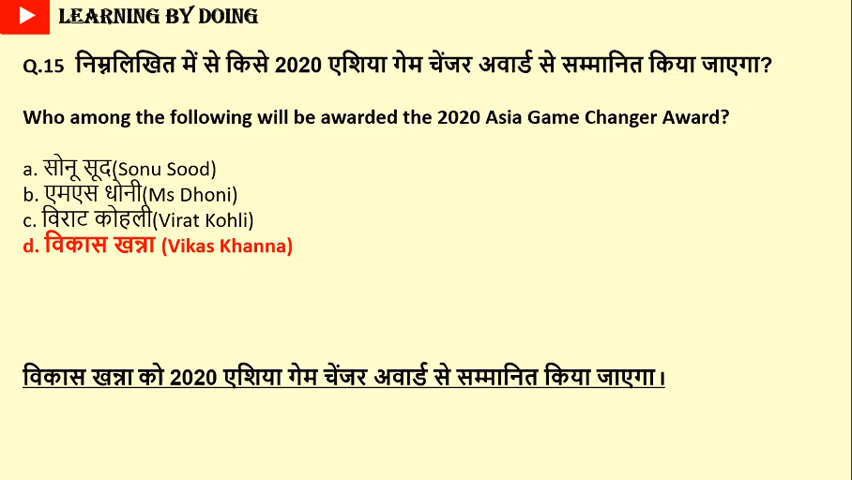 LEARNING BY DOING
Q.15 निम्नलिखित में से किसे 2020 एशिया गेम चेंजर अवार्ड से सम्मानित किया जाएगा?
Who among the following will be awarded the 2020 Asia Game Changer Award?
a. सोनू सूद(Sonu Sood)
b. एमएस धोनी(Ms Dhoni)
c. विराट कोहली(Virat Kohli)
d. विकास खन्ना (Vikas Khanna)
विकास खन्ना को 2020 एशिया गेम चेंजर अवार्ड से सम्मानित किया जाएगा।